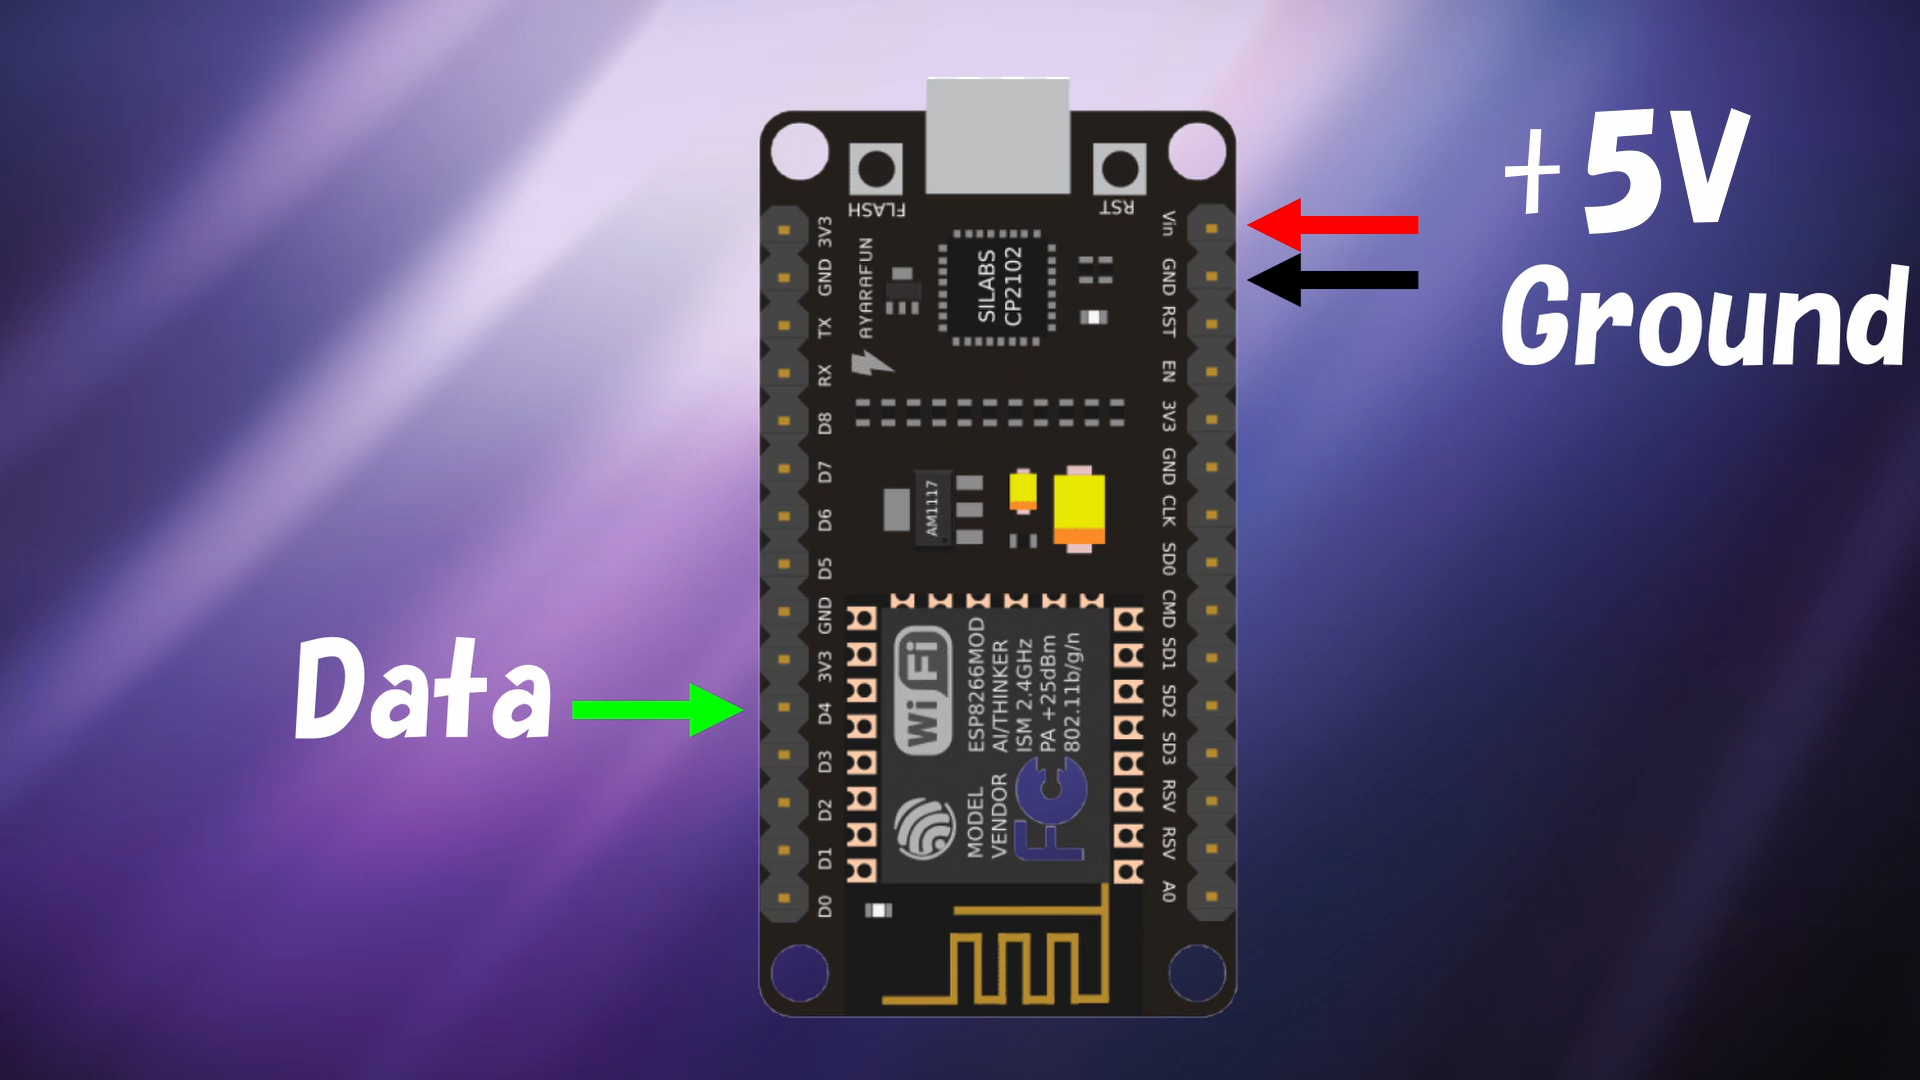 +5V
Ground
Data
FLASH
RST
3V3
GND
TX
RX
D8
D7
D6
D5
GND
3V3
D4
D3
D2
D1
D0
AYARAFUN
SILABS
CP2102
AM1117
WiFi
ESP8266MOD
AI/THINKER
ISM 2.4GHz
PA +25dBm
802.11b/g/n
MODEL
VENDOR
FC
Vin
GND
RST
EN
3V3
GND
CLK
SD0
CMD
SD1
SD2
SD3
RSV
RSV
A0